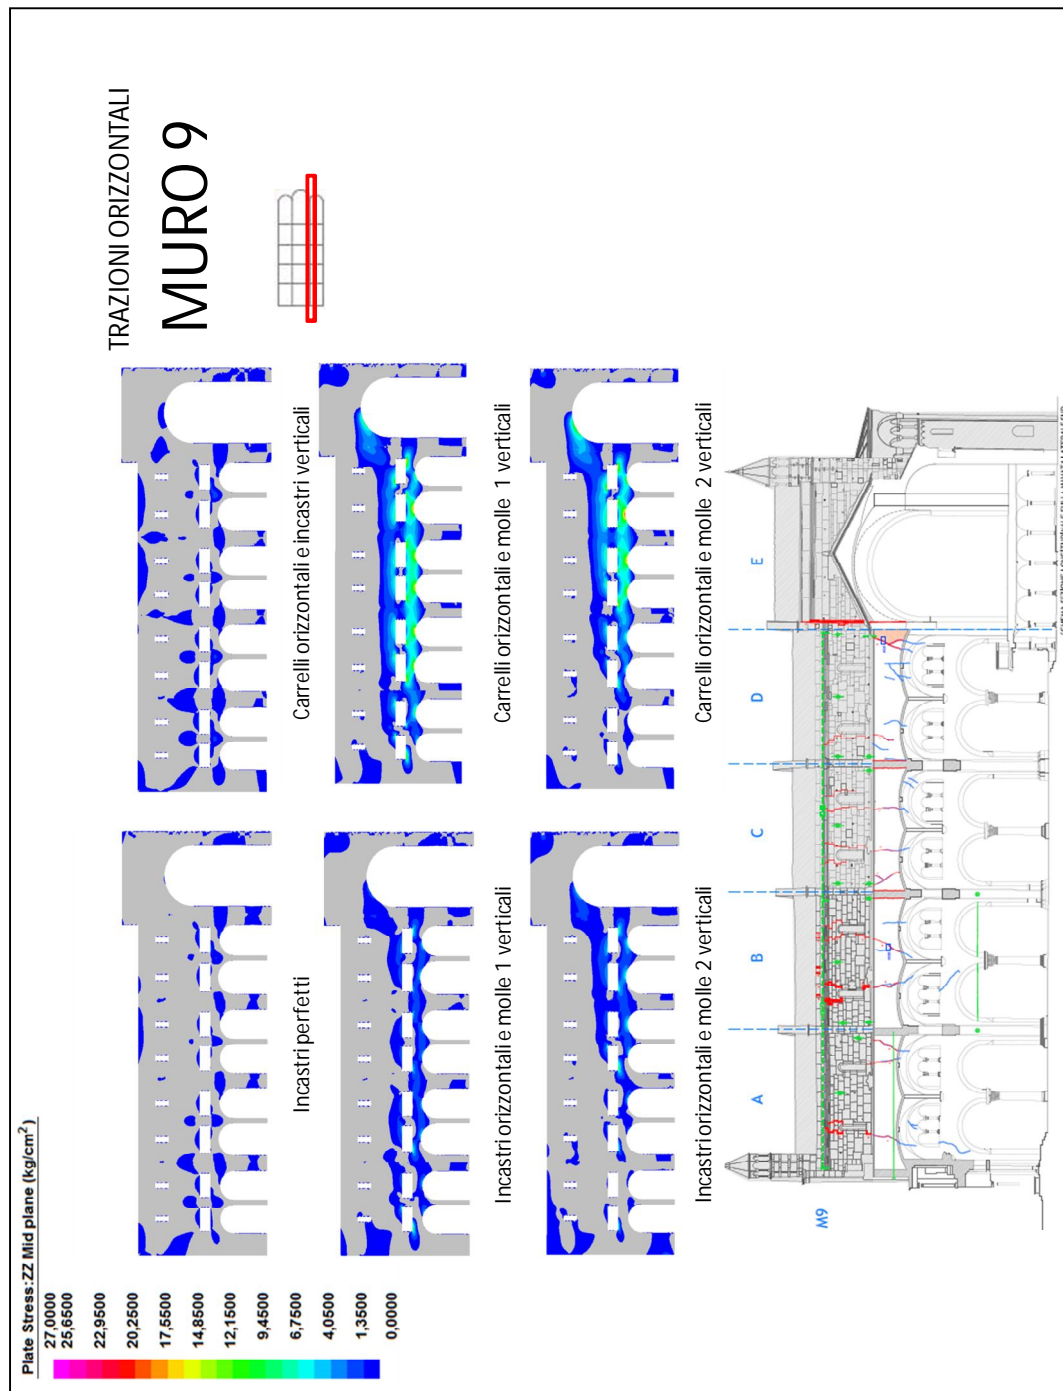 TRAZIONI ORIZZONTALI
MURO 9
Plate Stress:ZZ Mid plane (kg/cm²)
27,0000
25,6500
22,9500
20,2500
17,5500
14,8500
12,1500
9,4500
6,7500
4,0500
1,3500
0,0000
Incastri perfetti
Carrelli orizzontali e incastri verticali
Incastri orizzontali e molle 1 verticali
Carrelli orizzontali e molle 1 verticali
Incastri orizzontali e molle 2 verticali
Carrelli orizzontali e molle 2 verticali
A
B
C
D
E
M9